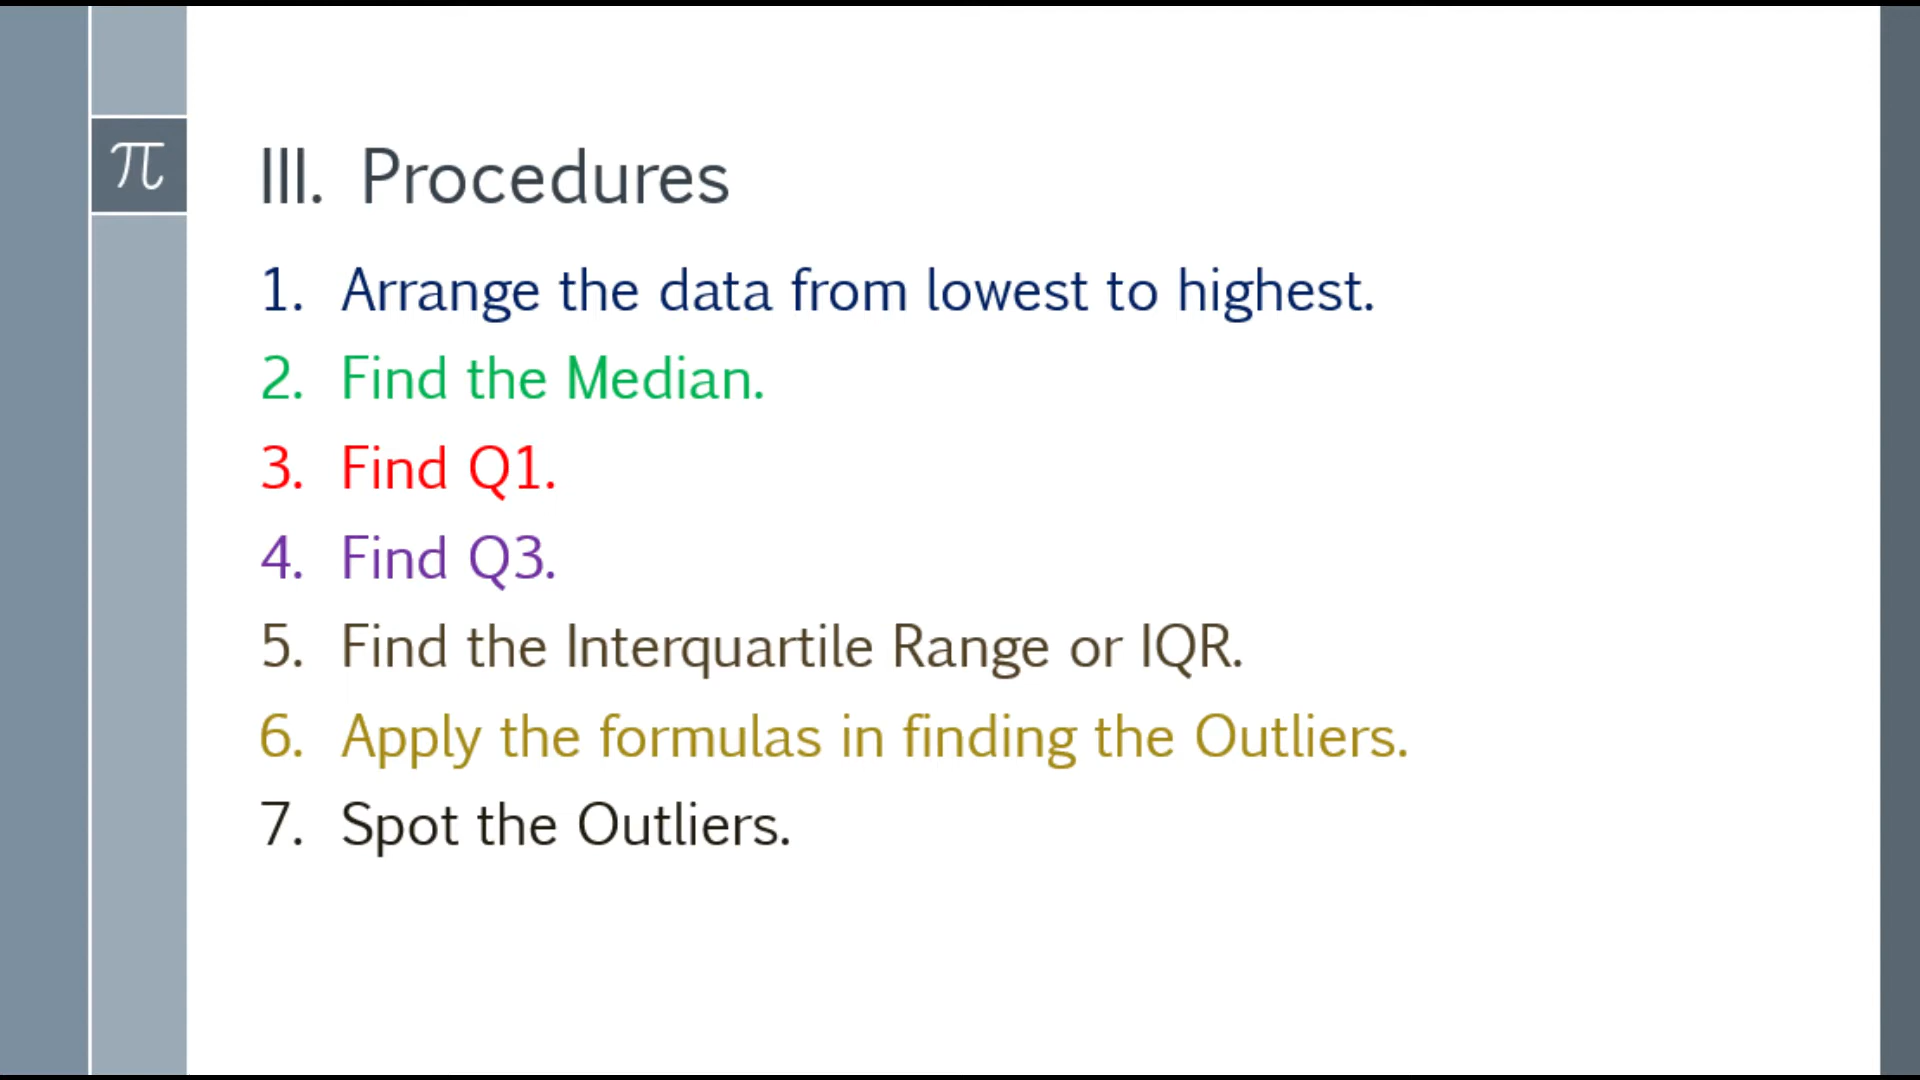 π
III. Procedures
1. Arrange the data from lowest to highest.
2. Find the Median.
3. Find Q1.
4. Find Q3.
5. Find the Interquartile Range or IQR.
6. Apply the formulas in finding the Outliers.
7. Spot the Outliers.